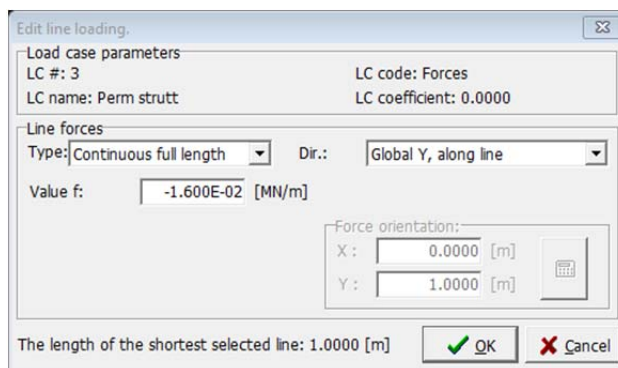 Edit line loading.
Load case parameters
LC #: 3
LC code: Forces
LC name: Perm strutt
LC coefficient: 0.0000
Line forces
Type: Continuous full length
Dir.: Global Y, along line
Value f: -1.600E-02 [MN/m]
Force orientation:
X : 0.0000 [m]
Y : 1.0000 [m]
The length of the shortest selected line: 1.0000 [m]
OK
Cancel